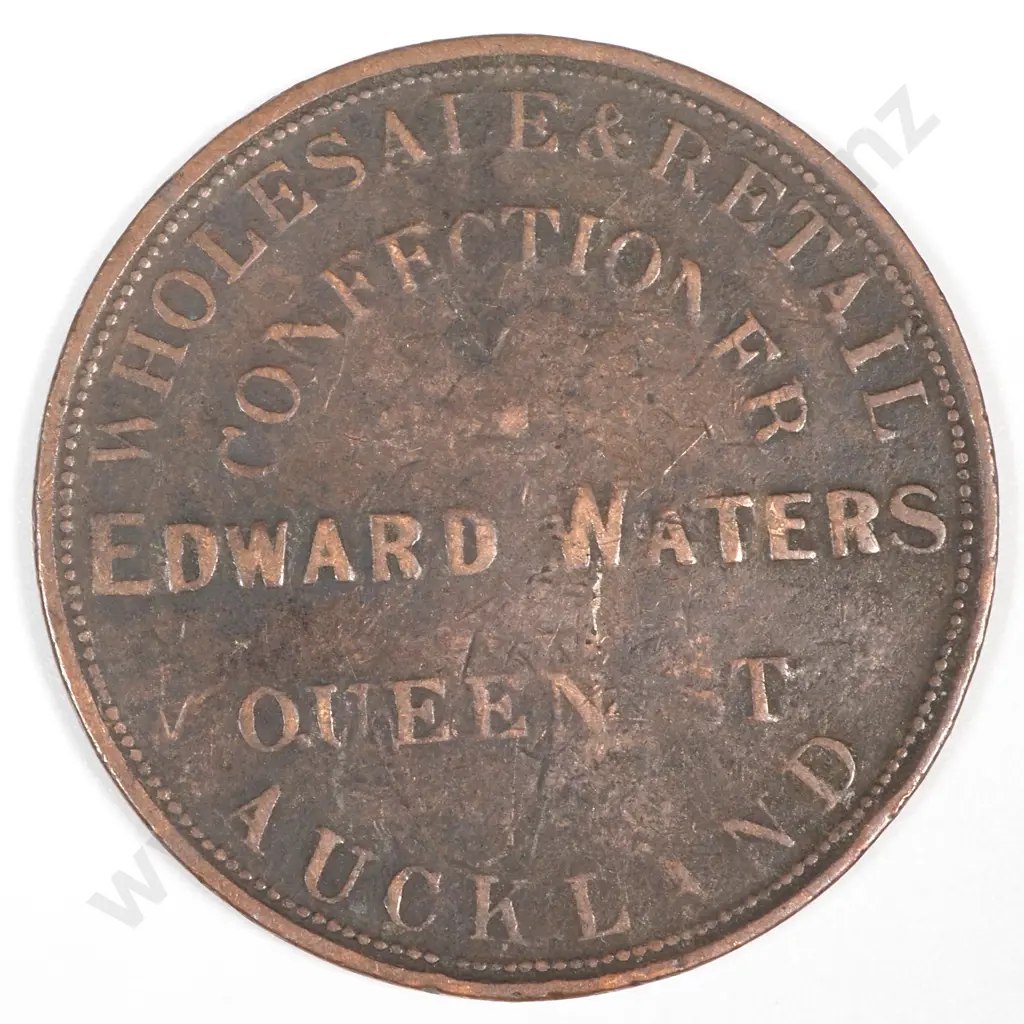 WHOLESALE & RETAIL
CONFECTIONER
EDWARD WATERS
QUEEN ST
AUCKLAND